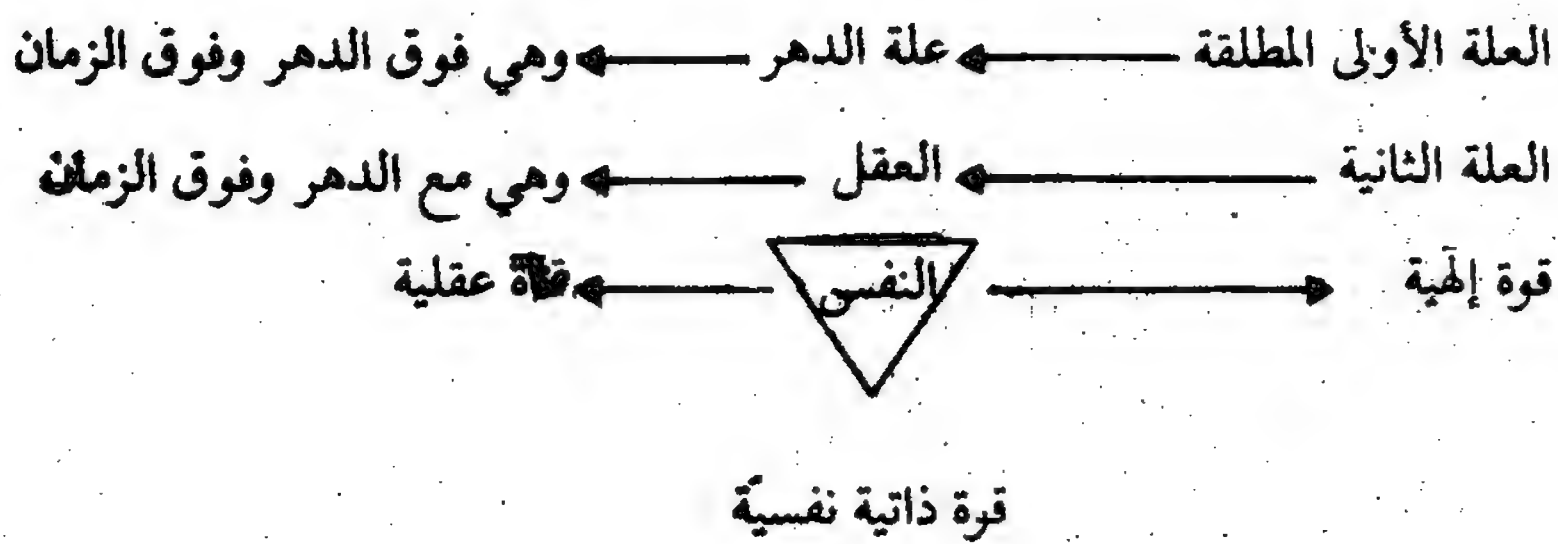 العلة الأولى المطلقة علة الدهر وهي فوق الدهر وفوق الزمان
العلة الثانية العقل وهي مع الدهر وفوق الزمان
قوة إلهية النفس قوة عقلية
قوة ذاتية نفسيّة